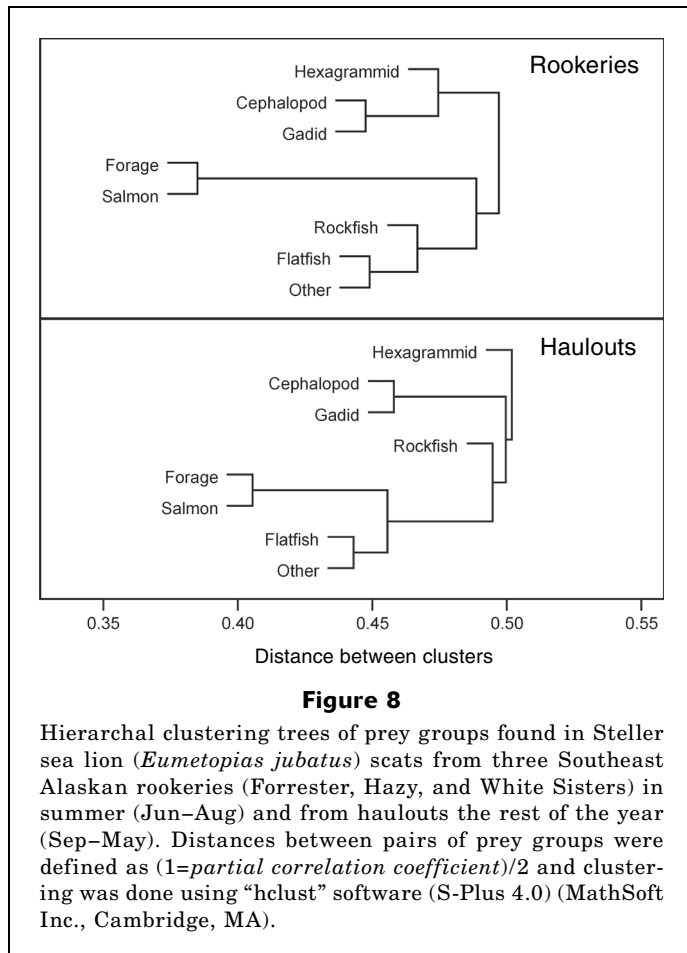 Rookeries
Hexagrammid
Cephalopod
Gadid
Forage
Salmon
Rockfish
Flatfish
Other
Haulouts
Hexagrammid
Cephalopod
Gadid
Rockfish
Forage
Salmon
Flatfish
Other
0.35 0.40 0.45 0.50 0.55
Distance between clusters
Figure 8
Hierarchal clustering trees of prey groups found in Steller
sea lion (Eumetopias jubatus) scats from three Southeast
Alaskan rookeries (Forrester, Hazy, and White Sisters) in
summer (Jun–Aug) and from haulouts the rest of the year
(Sep–May). Distances between pairs of prey groups were
defined as (1=partial correlation coefficient)/2 and cluster-
ing was done using “hclust” software (S-Plus 4.0) (MathSoft
Inc., Cambridge, MA).